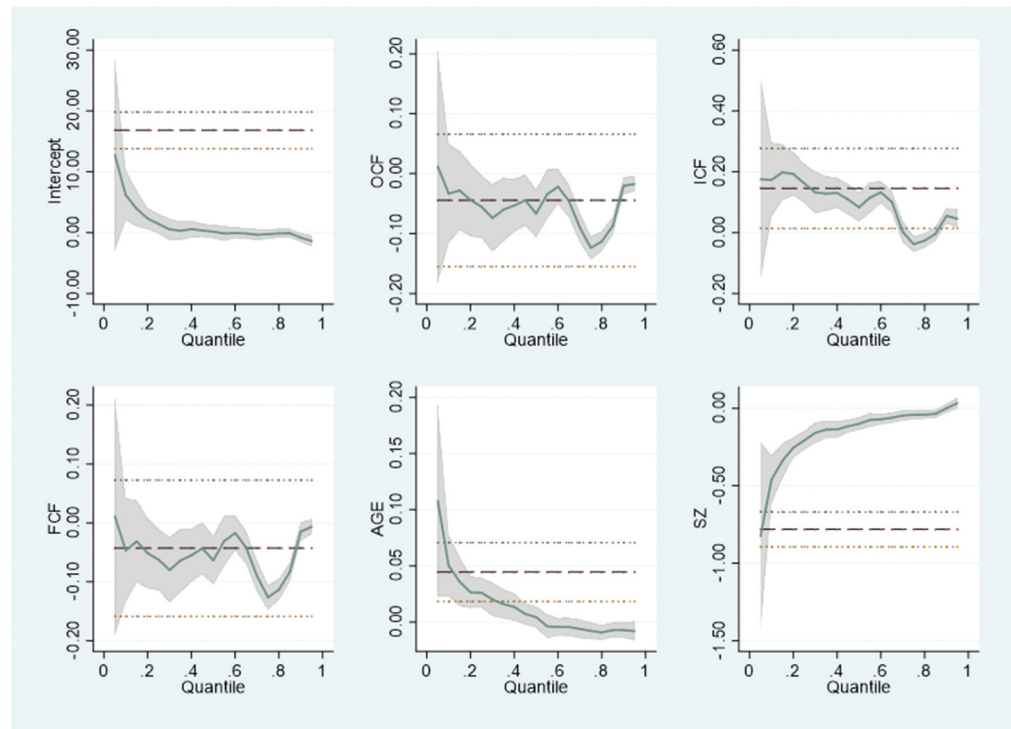 Intercept
30.00
20.00
10.00
0.00
-10.00
0 .2 .4 .6 .8 1
Quantile
OCF
0.20
0.10
0.00
-0.10
-0.20
0 .2 .4 .6 .8 1
Quantile
ICF
0.60
0.40
0.20
0.00
-0.20
0 .2 .4 .6 .8 1
Quantile
FCF
0.20
0.10
0.00
-0.10
-0.20
0 .2 .4 .6 .8 1
Quantile
AGE
0.20
0.15
0.10
0.05
0.00
0 .2 .4 .6 .8 1
Quantile
SZ
0.00
-0.50
-1.00
-1.50
0 .2 .4 .6 .8 1
Quantile